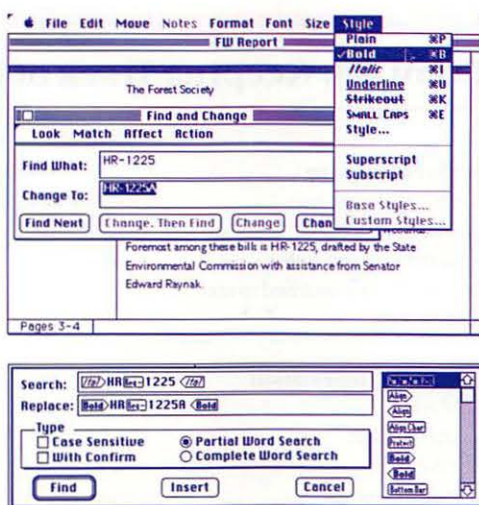 File Edit Move Notes Format Font Size Style
FW Report
Plain ⌘P
✓Bold ⌘B
Italic ⌘I
Underline ⌘U
Strikeout ⌘K
SMALL CAPS ⌘E
Style...
Superscript
Subscript
Base Styles...
Custom Styles...
The Forest Society
Find and Change
Look Match Affect Action
Find What: HR-1225
Change To: HR-1225A
Find Next Change, Then Find Change Chan
Foremost among these bills is HR-1225, drafted by the State
Environmental Commission with assistance from Senator
Edward Raynak.
Pages 3-4
Search: HR 1225
Replace: Bold HR 1225A Bold
Type
Case Sensitive Partial Word Search
With Confirm Complete Word Search
Find Insert Cancel
Align
Align
Align Char
Protect
Bold
Bold
Bottom Bar